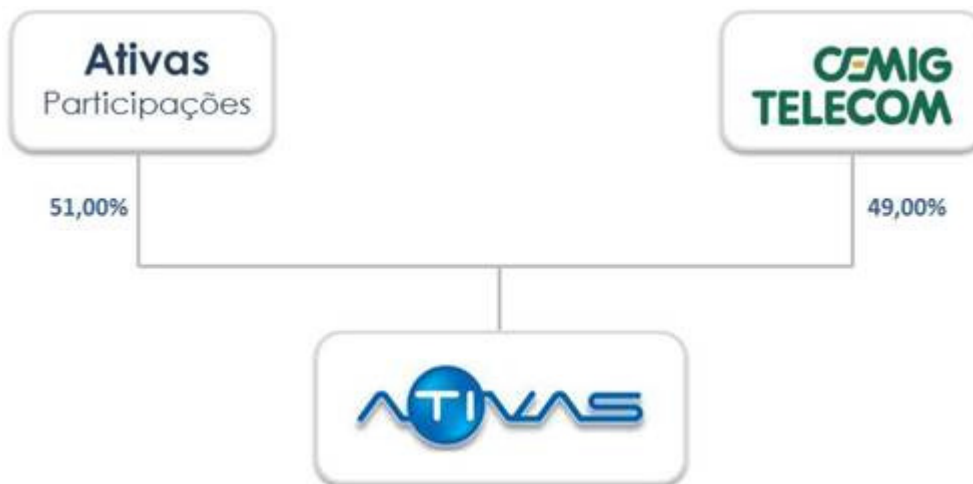 Ativas
Participações
CEMIG
TELECOM
51,00%
49,00%
ATIVAS